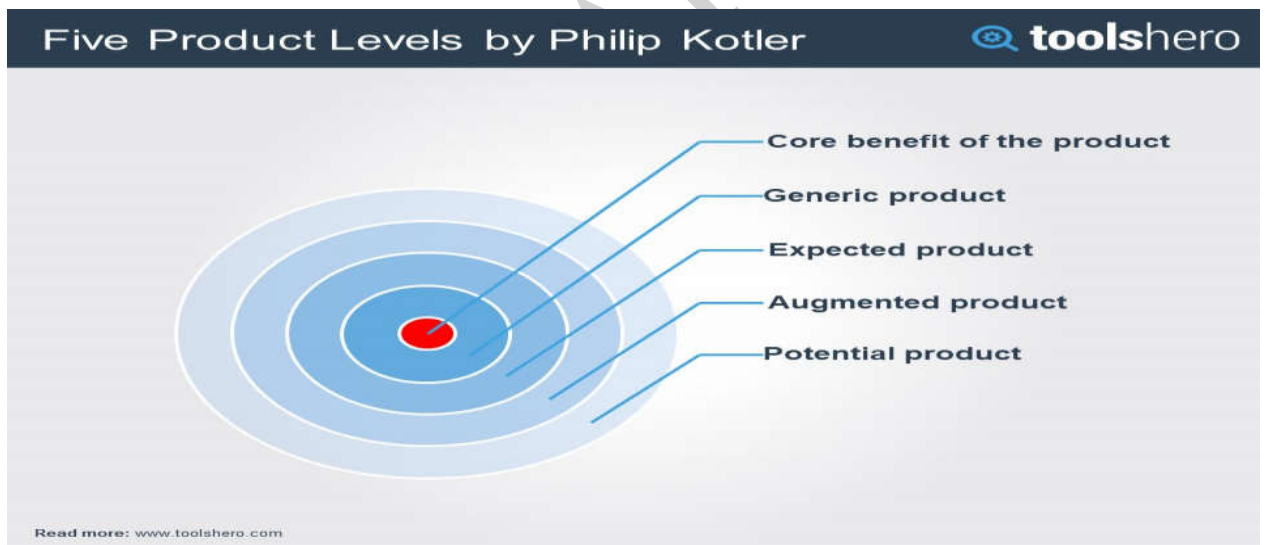 Five Product Levels by Philip Kotler
toolshero
Core benefit of the product
Generic product
Expected product
Augmented product
Potential product
Read more: www.toolshero.com